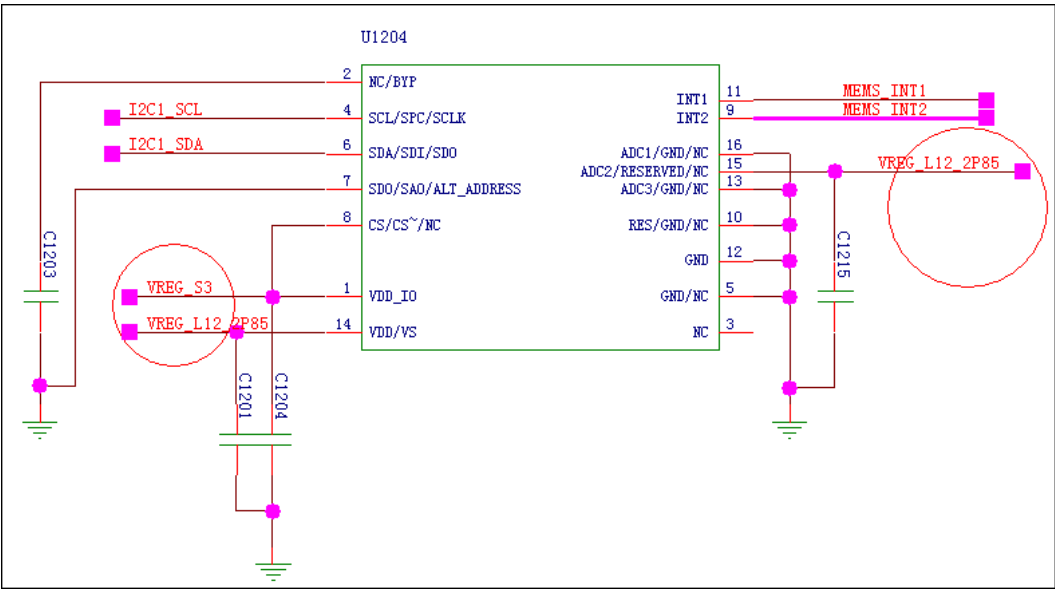 U1204
2 NC/BYP
I2C1_SCL 4 SCL/SPC/SCLK
I2C1_SDA 6 SDA/SDI/SDO
7 SDO/SAO/ALT_ADDRESS
8 CS/CS~/NC
VREG_S3 1 VDD_IO
VREG_L12_2P85 14 VDD/VS
INT1 11 MEMS_INT1
INT2 9 MEMS_INT2
ADC1/GND/NC 16
ADC2/RESERVED/NC 15 VREG_L12_2P85
ADC3/GND/NC 13
RES/GND/NC 10
GND 12
GND/NC 5
NC 3
C1203
C1201
C1204
C1215